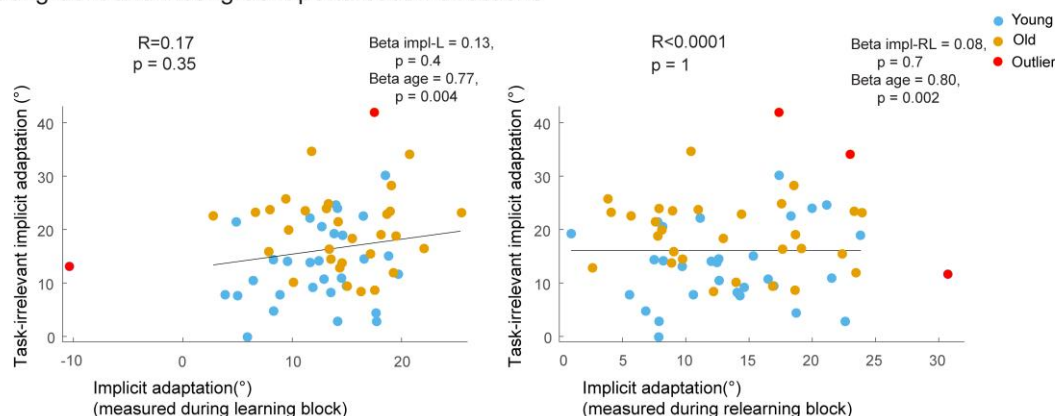 Young
Old
Outlier
R=0.17
p = 0.35
Beta impl-L = 0.13,
p = 0.4
Beta age = 0.77,
p = 0.004
Task-irrelevant implicit adaptation (°)
40
30
20
10
0
-10
0
10
20
Implicit adaptation(°)
(measured during learning block)
R<0.0001
p = 1
Beta impl-RL = 0.08,
p = 0.7
Beta age = 0.80,
p = 0.002
Task-irrelevant implicit adaptation (°)
40
30
20
10
0
0
5
10
15
20
25
30
Implicit adaptation(°)
(measured during relearning block)